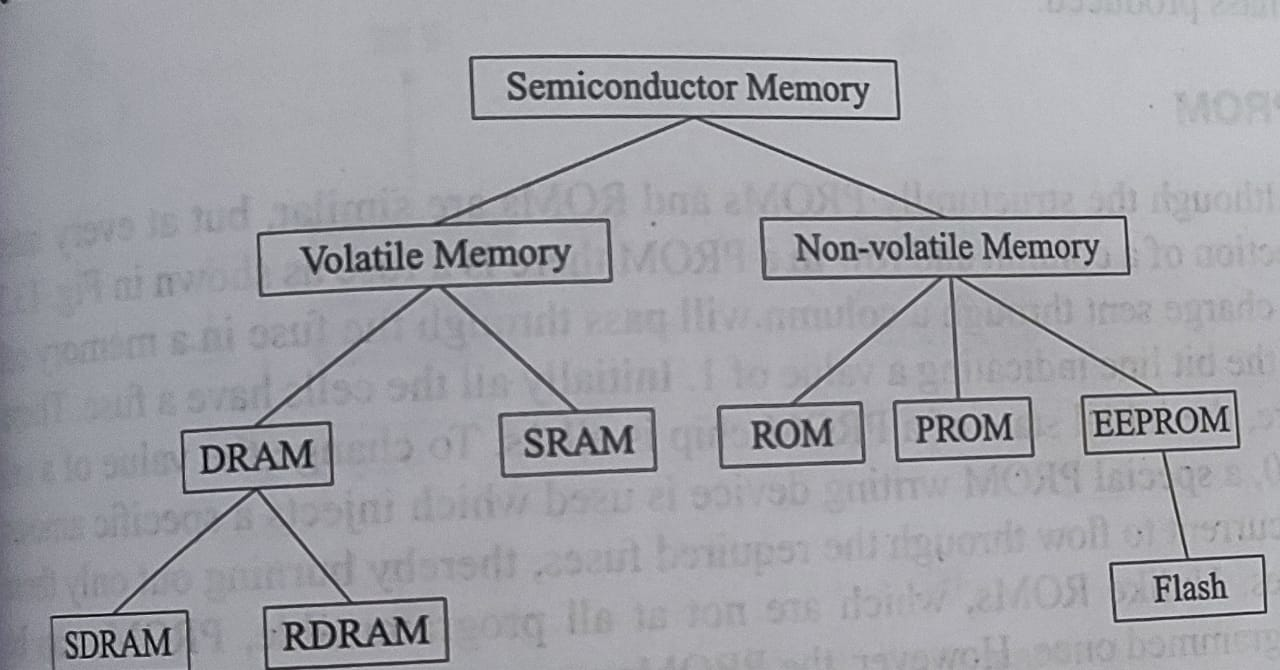 Semiconductor Memory
Volatile Memory
Non-volatile Memory
DRAM
SRAM
ROM
PROM
EEPROM
SDRAM
RDRAM
Flash